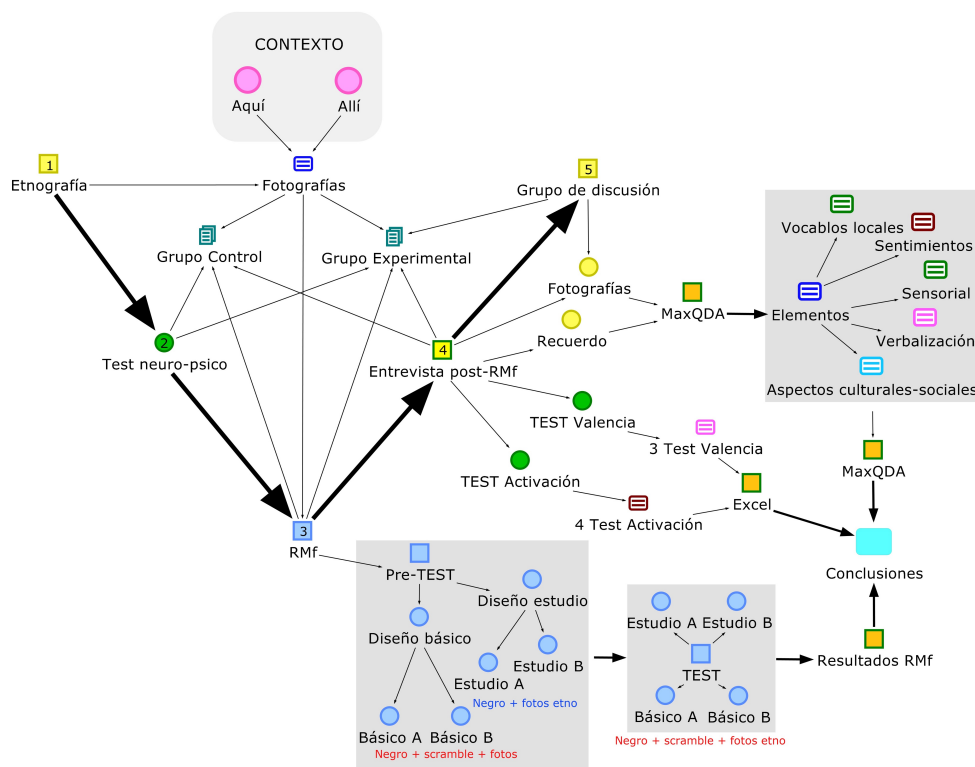 CONTEXTO
Aquí
Allí
1
Etnografía
Fotografías
5
Grupo de discusión
Grupo Control
Grupo Experimental
Vocablos locales
Sentimientos
Fotografías
Sensorial
MaxQDA
Elementos
Recuerdo
Verbalización
2
Test neuro-psico
4
Entrevista post-RMf
Aspectos culturales-sociales
TEST Valencia
3 Test Valencia
TEST Activación
MaxQDA
Excel
4 Test Activación
3
RMf
Pre-TEST
Conclusiones
Diseño estudio
Diseño básico
Estudio A
Estudio B
Estudio B
Resultados RMf
Estudio A
TEST
Negro + fotos etno
Básico A
Básico B
Básico A
Básico B
Negro + scramble + fotos
Negro + scramble + fotos etno